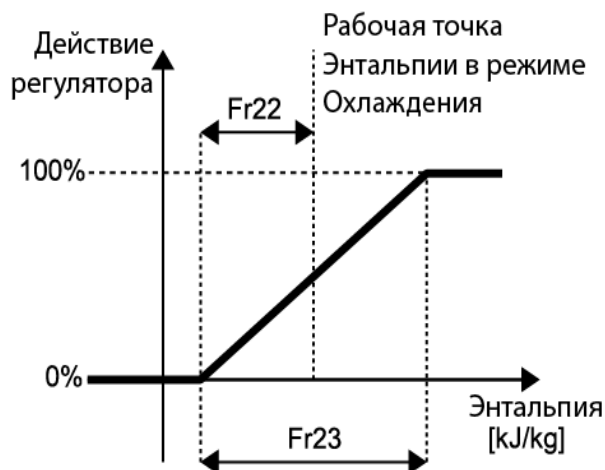 Действие
регулятора
Рабочая точка
Энтальпии в режиме
Охлаждения
Fr22
100%
0%
Энтальпия
[kJ/kg]
Fr23